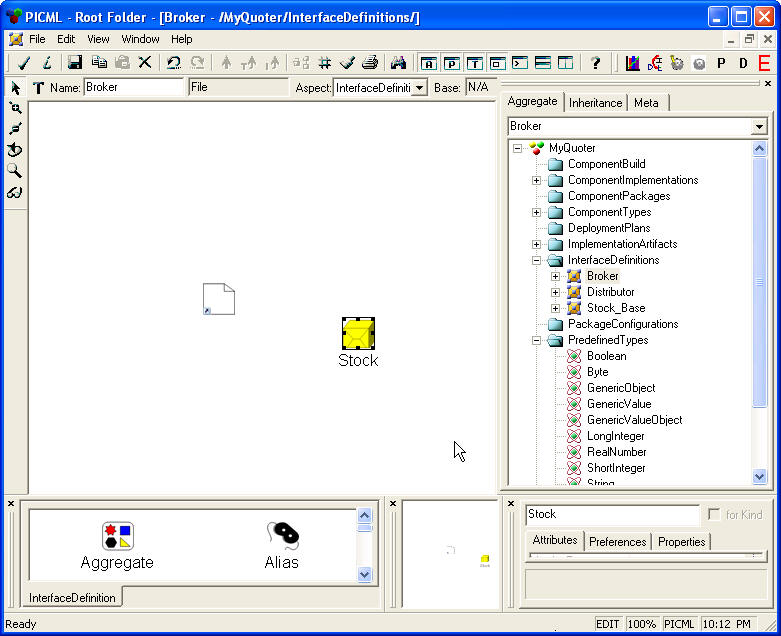 PICML - Root Folder - [Broker - /MyQuoter/InterfaceDefinitions/]
File Edit View Window Help
P D E
Name: Broker File Aspect: InterfaceDefiniti Base: N/A
Aggregate Inheritance Meta
Broker
MyQuoter
ComponentBuild
ComponentImplementations
ComponentPackages
ComponentTypes
DeploymentPlans
ImplementationArtifacts
InterfaceDefinitions
Broker
Distributor
Stock_Base
PackageConfigurations
PredefinedTypes
Boolean
Byte
GenericObject
GenericValue
GenericValueObject
LongInteger
RealNumber
ShortInteger
String
Stock
Aggregate Alias
InterfaceDefinition
Stock
Stock for Kind
Attributes Preferences Properties
Ready EDIT 100% PICML 10:12 PM